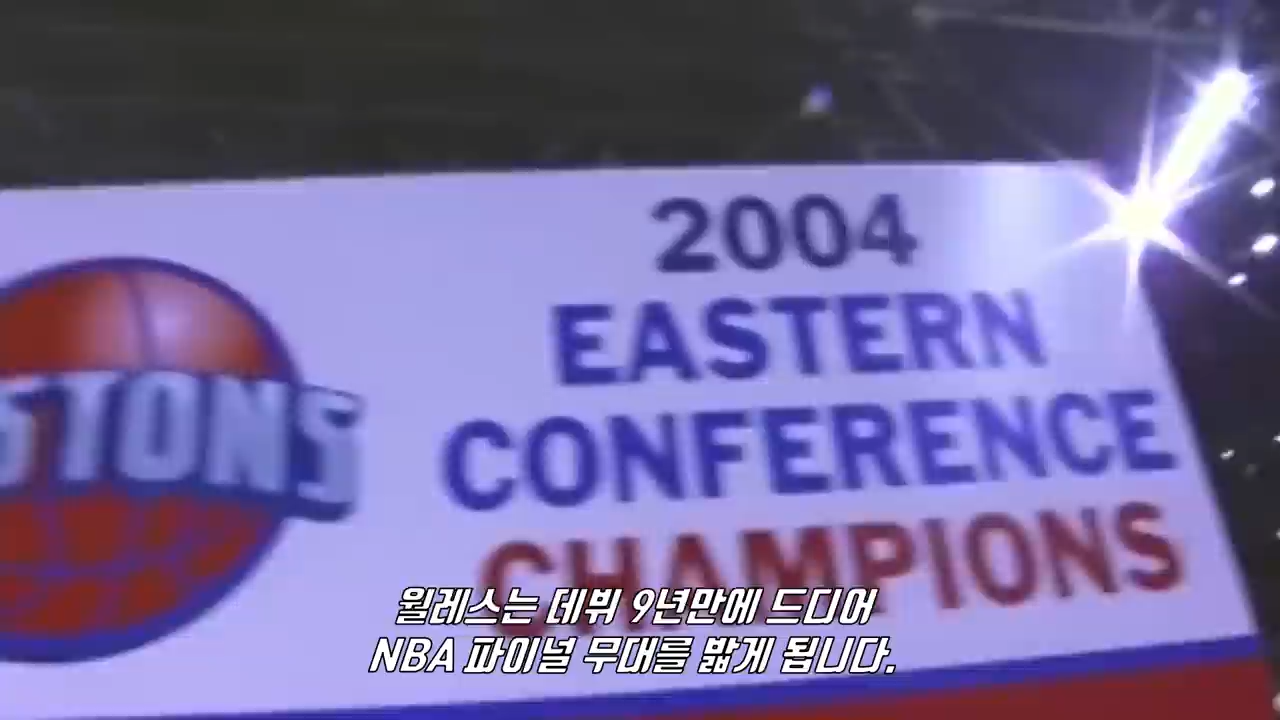 2004
EASTERN
CONFERENCE
CHAMPIONS
STONS
월레스는 데뷔 9년만에 드디어
NBA 파이널 무대를 밟게 됩니다.